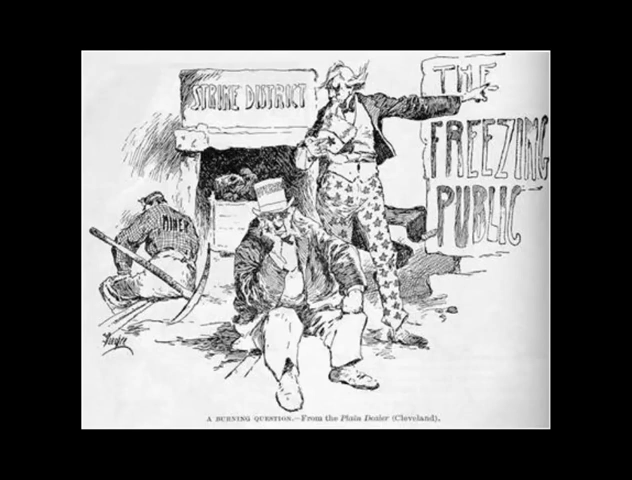 STRIKE DISTRICT
THE
FREEZING
PUBLIC
MINER
A BURNING QUESTION.—From the Plain Dealer (Cleveland).